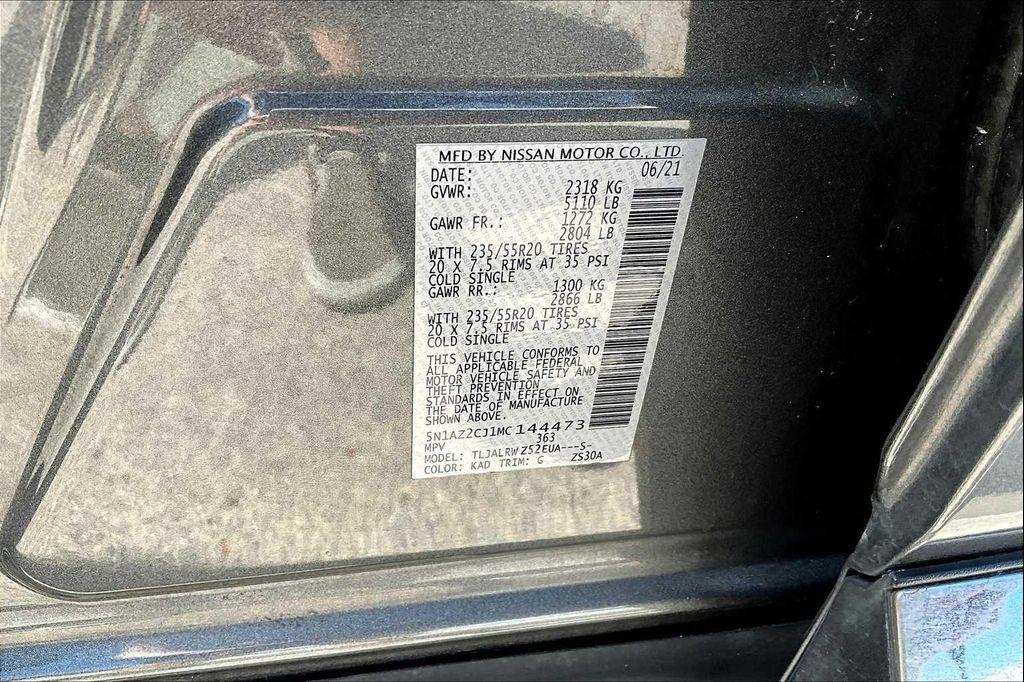 MFD BY NISSAN MOTOR CO., LTD.
DATE: 06/21
GVWR: 2318 KG
5110 LB
GAWR FR.: 1272 KG
2804 LB
WITH 235/55R20 TIRES
20 X 7.5 RIMS AT 35 PSI
COLD SINGLE
GAWR RR.: 1300 KG
2866 LB
WITH 235/55R20 TIRES
20 X 7.5 RIMS AT 35 PSI
COLD SINGLE
THIS VEHICLE CONFORMS TO
ALL APPLICABLE FEDERAL
MOTOR VEHICLE SAFETY AND
THEFT PREVENTION
STANDARDS IN EFFECT ON
THE DATE OF MANUFACTURE
SHOWN ABOVE.
5N1AZ2CJ1MC144473
MPV 363
MODEL: TLJALRWZ52EUA---S-
COLOR: KAD TRIM: G ZS30A